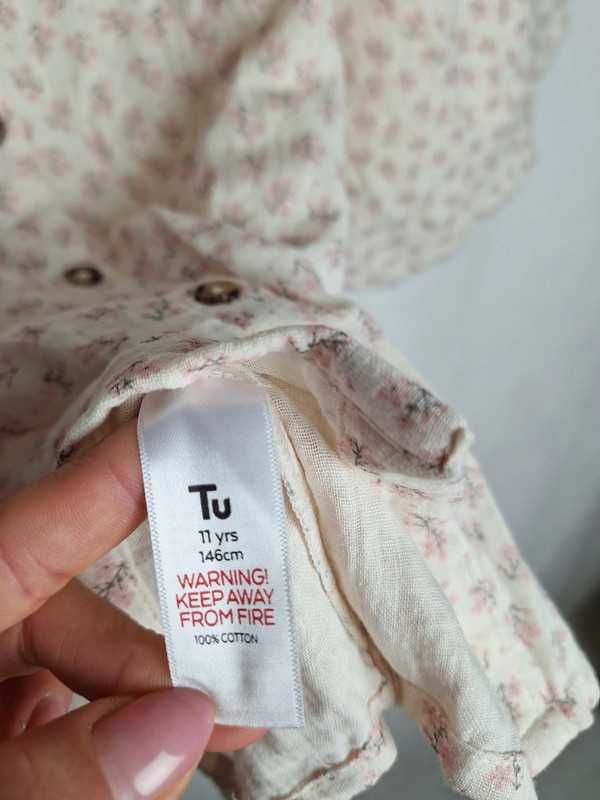 Tu
11 yrs
146cm
WARNING!
KEEP AWAY
FROM FIRE
100% COTTON